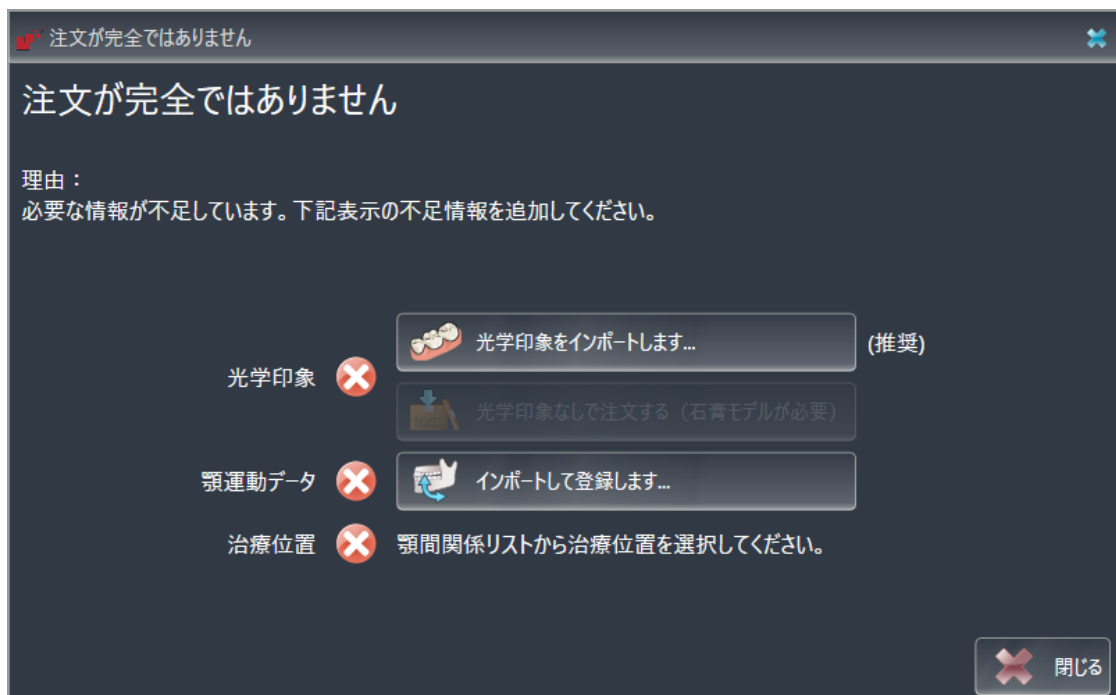 注文が完全ではありません
注文が完全ではありません
理由：
必要な情報が不足しています。下記表示の不足情報を追加してください。
光学印象をインポートします...
(推奨)
光学印象
光学印象なしで注文する（石膏モデルが必要）
顎運動データ
インポートして登録します...
治療位置
顎間関係リストから治療位置を選択してください。
閉じる